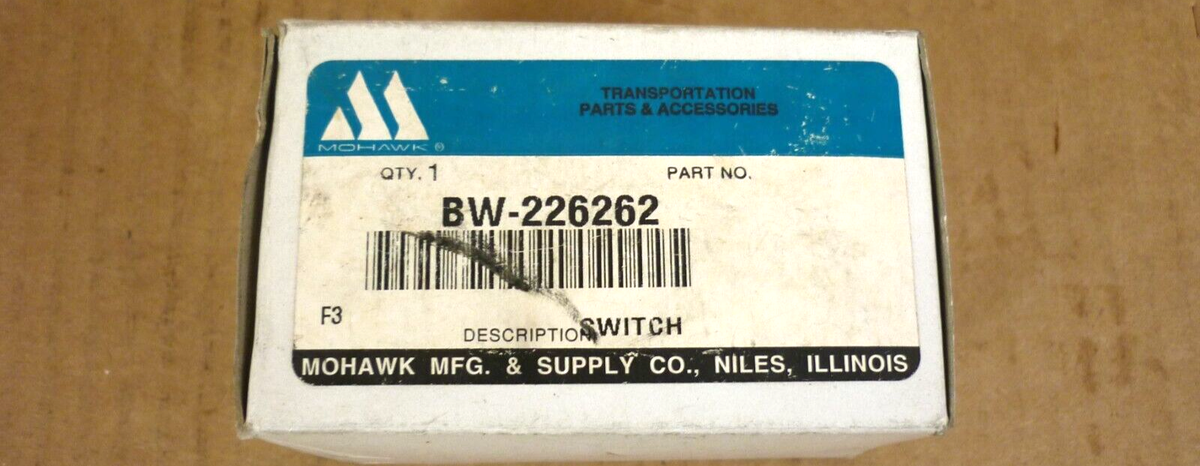 TRANSPORTATION
PARTS & ACCESSORIES
MOHAWK ®
QTY. 1 PART NO.
BW-226262
F3
DESCRIPTION SWITCH
MOHAWK MFG. & SUPPLY CO., NILES, ILLINOIS